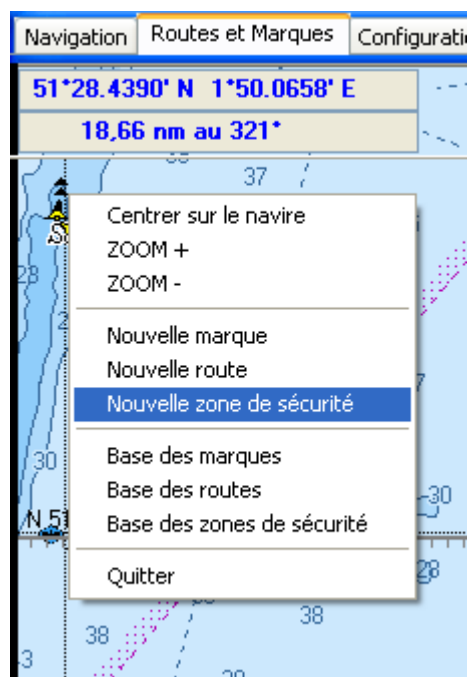 Navigation Routes et Marques Configurati
51°28.4390' N 1°50.0658' E
18,66 nm au 321°
37
Centrer sur le navire
ZOOM +
ZOOM -
Nouvelle marque
Nouvelle route
Nouvelle zone de sécurité
30
Base des marques
Base des routes
30
Base des zones de sécurité
N 51
Quitter
28
38
38